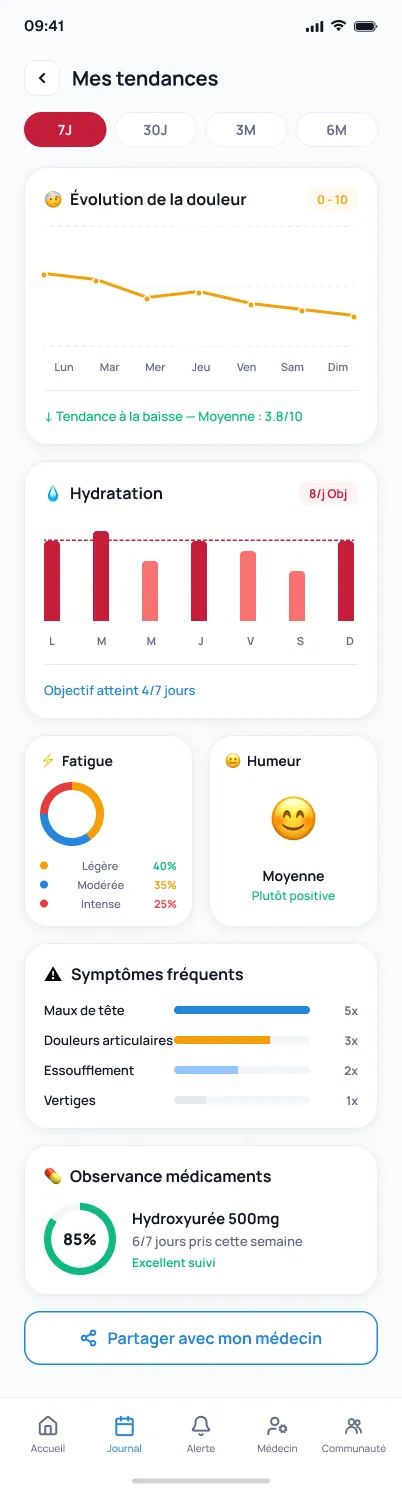 09:41
Mes tendances
7J 30J 3M 6M
Évolution de la douleur 0 - 10
Lun Mar Mer Jeu Ven Sam Dim
↓ Tendance à la baisse — Moyenne : 3.8/10
Hydratation 8/j Obj
L M M J V S D
Objectif atteint 4/7 jours
Fatigue
Légère 40%
Modérée 35%
Intense 25%
Humeur
Moyenne
Plutôt positive
Symptômes fréquents
Maux de tête 5x
Douleurs articulaires 3x
Essoufflement 2x
Vertiges 1x
Observance médicaments
85%
Hydroxyurée 500mg
6/7 jours pris cette semaine
Excellent suivi
Partager avec mon médecin
Accueil Journal Alerte Médecin Communauté